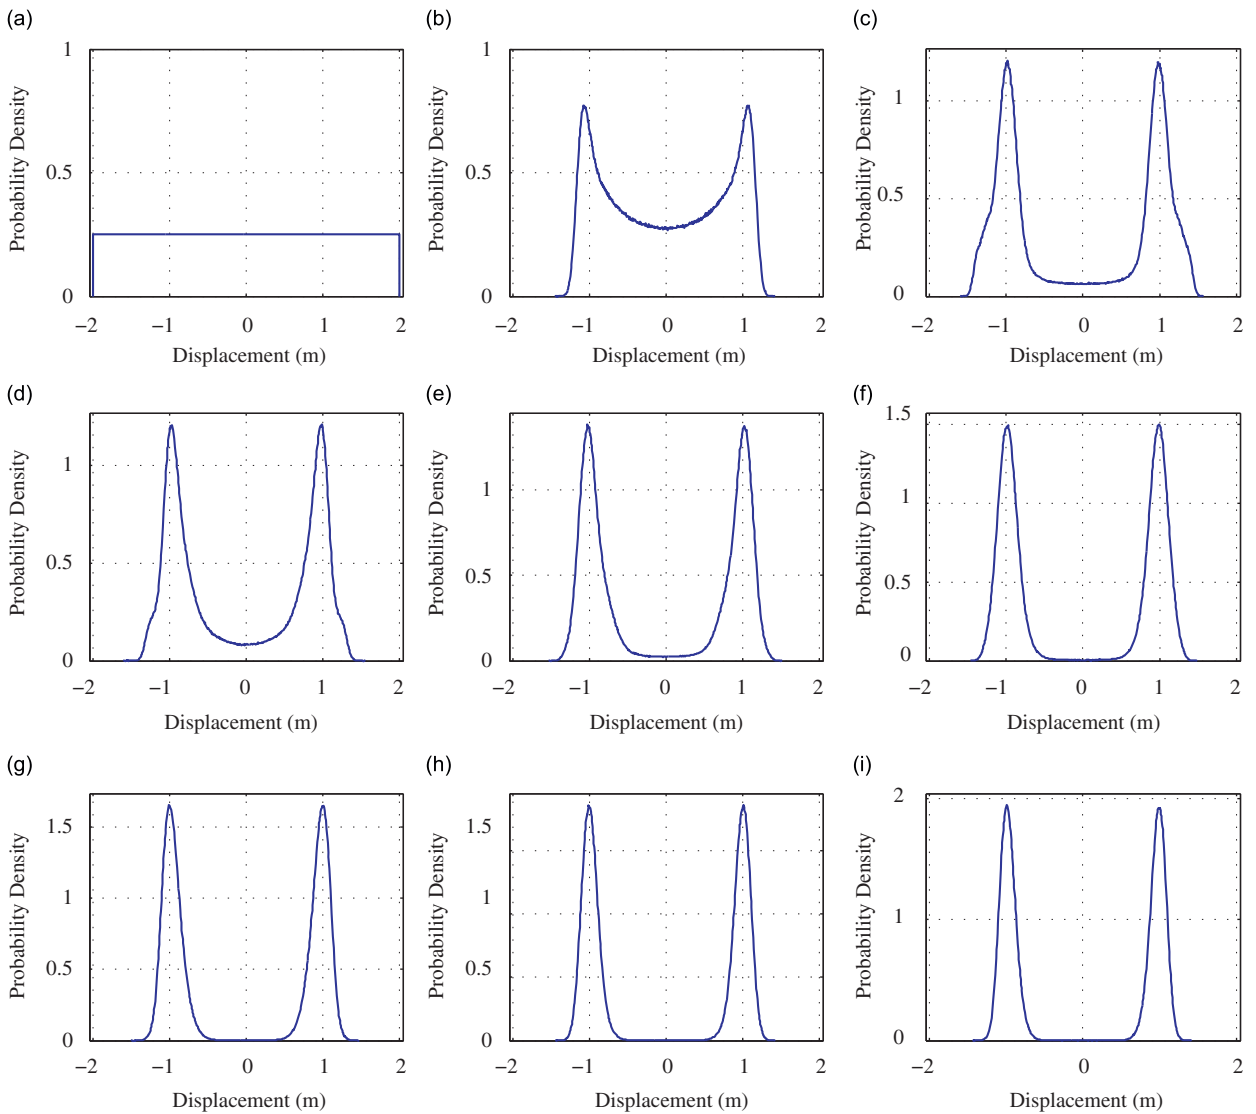 (a)
(b)
(c)
1
0.5
0
Probability Density
−2 −1 0 1 2
Displacement (m)
1
0.5
0
Probability Density
−2 −1 0 1 2
Displacement (m)
1
0.5
0
Probability Density
−2 −1 0 1 2
Displacement (m)
(d)
(e)
(f)
1
0.5
0
Probability Density
−2 −1 0 1 2
Displacement (m)
1
0.5
0
Probability Density
−2 −1 0 1 2
Displacement (m)
1.5
1
0.5
0
Probability Density
−2 −1 0 1 2
Displacement (m)
(g)
(h)
(i)
1.5
1
0.5
0
Probability Density
−2 −1 0 1 2
Displacement (m)
1.5
1
0.5
0
Probability Density
−2 −1 0 1 2
Displacement (m)
2
1
0
Probability Density
−2 −1 0 1 2
Displacement (m)